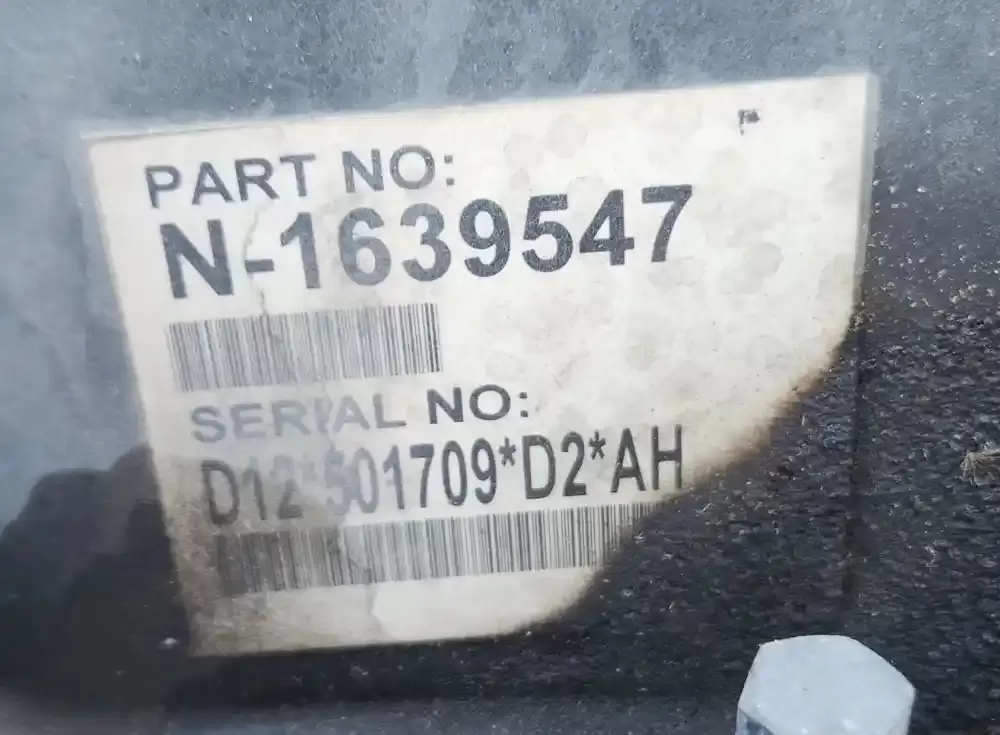 PART NO:
N-1639547
SERIAL NO:
D12*501709*D2*AH